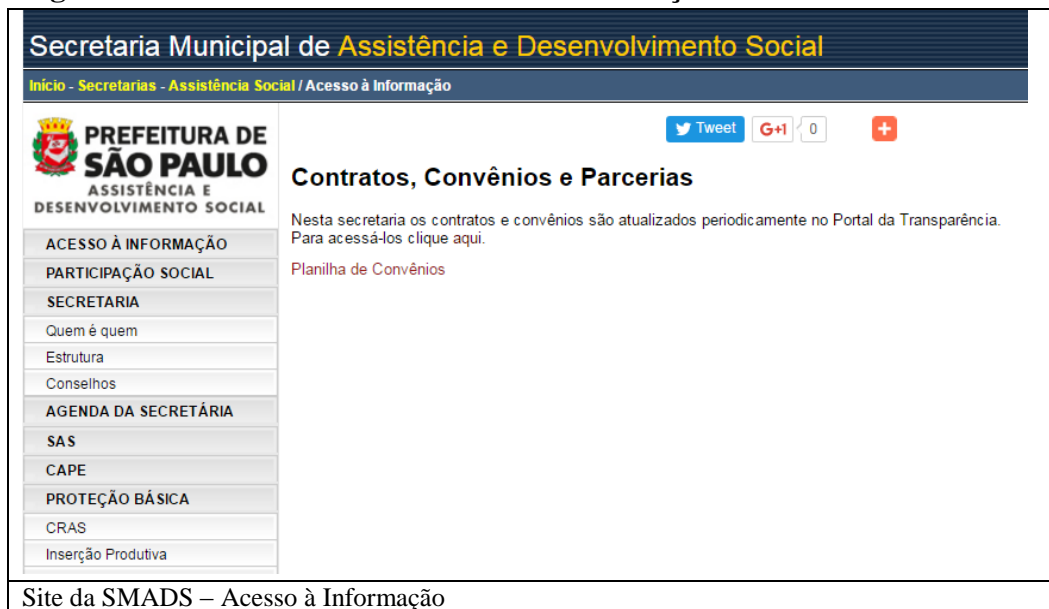 Secretaria Municipal de Assistência e Desenvolvimento Social
Início - Secretarias - Assistência Social / Acesso à Informação
PREFEITURA DE
SÃO PAULO
ASSISTÊNCIA E
DESENVOLVIMENTO SOCIAL
ACESSO À INFORMAÇÃO
PARTICIPAÇÃO SOCIAL
SECRETARIA
Quem é quem
Estrutura
Conselhos
AGENDA DA SECRETÁRIA
SAS
CAPE
PROTEÇÃO BÁSICA
CRAS
Inserção Produtiva
Tweet G+1 0
Contratos, Convênios e Parcerias
Nesta secretaria os contratos e convênios são atualizados periodicamente no Portal da Transparência.
Para acessá-los clique aqui.
Planilha de Convênios
Site da SMADS – Acesso à Informação